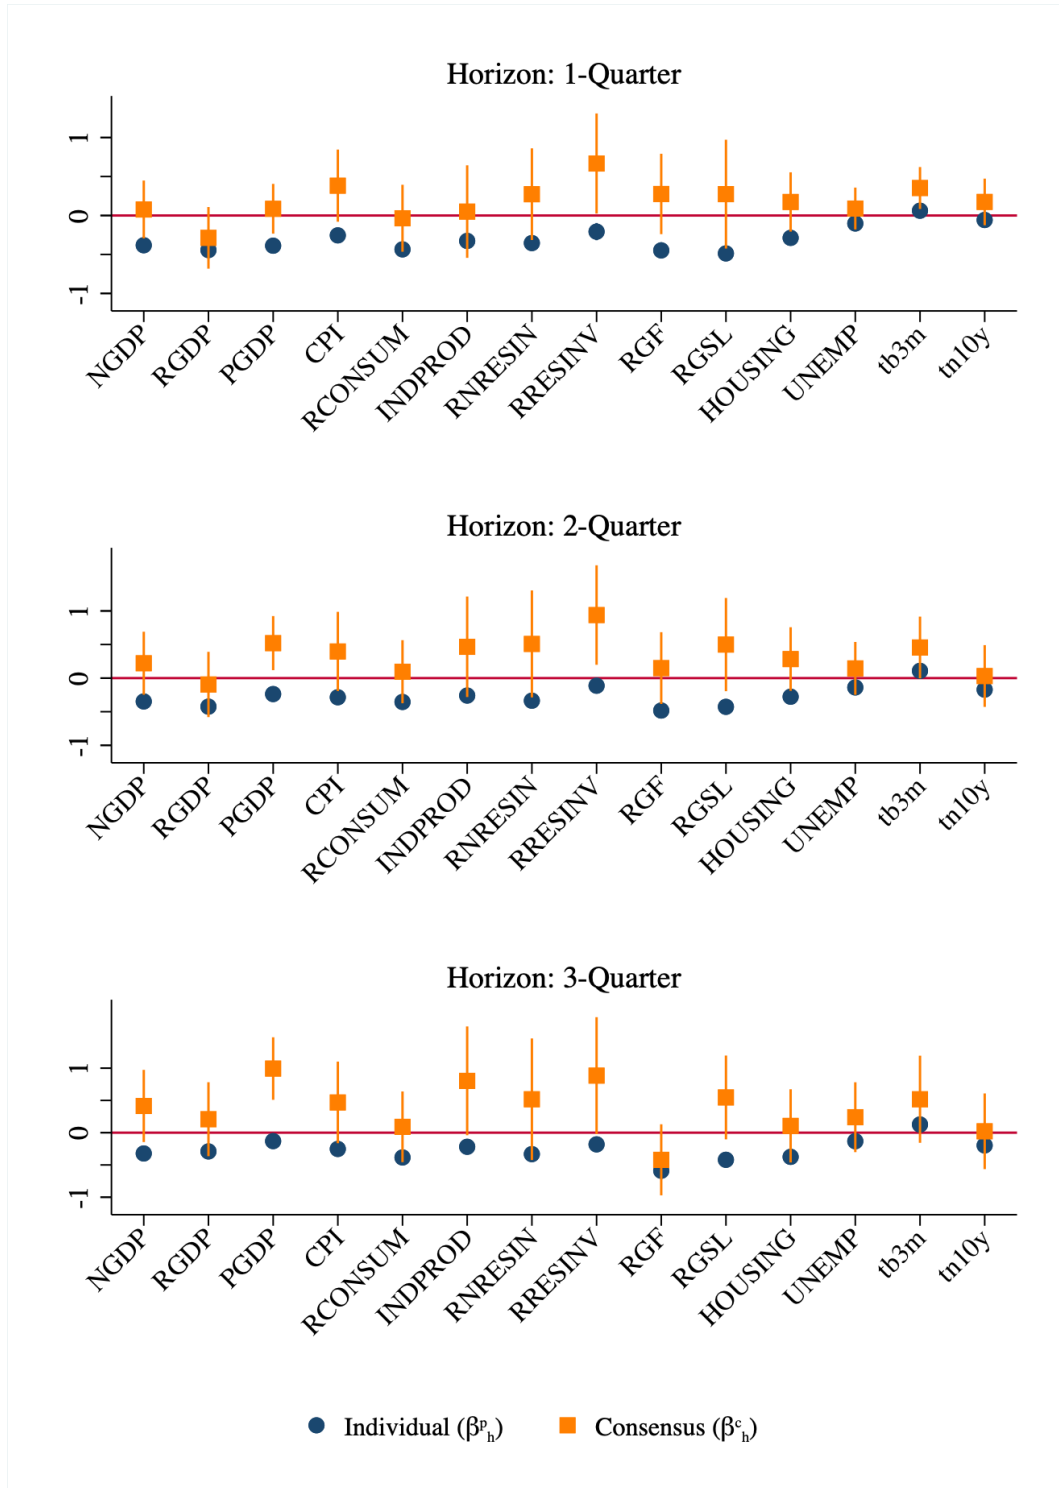 Horizon: 1-Quarter
1
0
-1
NGDP
RGDP
PGDP
CPI
RCONSUM
INDPROD
RNRESIN
RRESINV
RGF
RGSL
HOUSING
UNEMP
tb3m
tn10y
Horizon: 2-Quarter
1
0
-1
NGDP
RGDP
PGDP
CPI
RCONSUM
INDPROD
RNRESIN
RRESINV
RGF
RGSL
HOUSING
UNEMP
tb3m
tn10y
Horizon: 3-Quarter
1
0
-1
NGDP
RGDP
PGDP
CPI
RCONSUM
INDPROD
RNRESIN
RRESINV
RGF
RGSL
HOUSING
UNEMP
tb3m
tn10y
Individual (βᵖₕ)
Consensus (βᶜₕ)